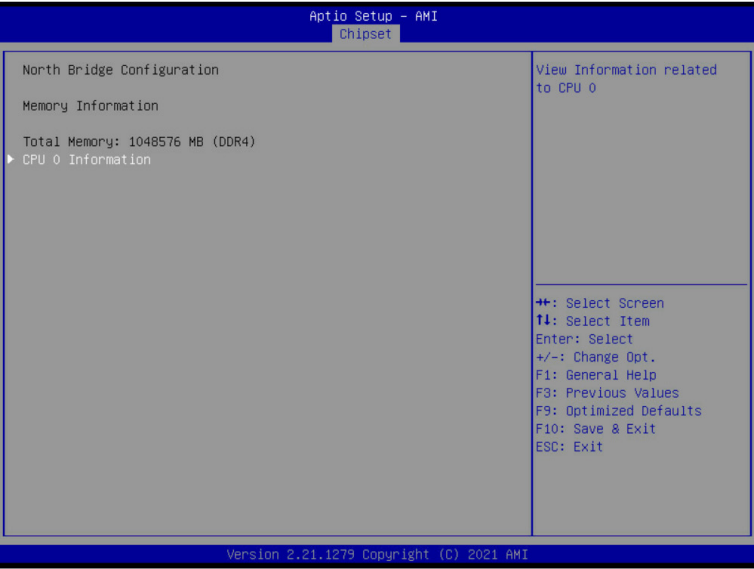 Aptio Setup – AMI
Chipset
North Bridge Configuration
Memory Information
Total Memory: 1048576 MB (DDR4)
CPU 0 Information
View Information related
to CPU 0
→←: Select Screen
↑↓: Select Item
Enter: Select
+/-: Change Opt.
F1: General Help
F3: Previous Values
F9: Optimized Defaults
F10: Save & Exit
ESC: Exit
Version 2.21.1279 Copyright (C) 2021 AMI